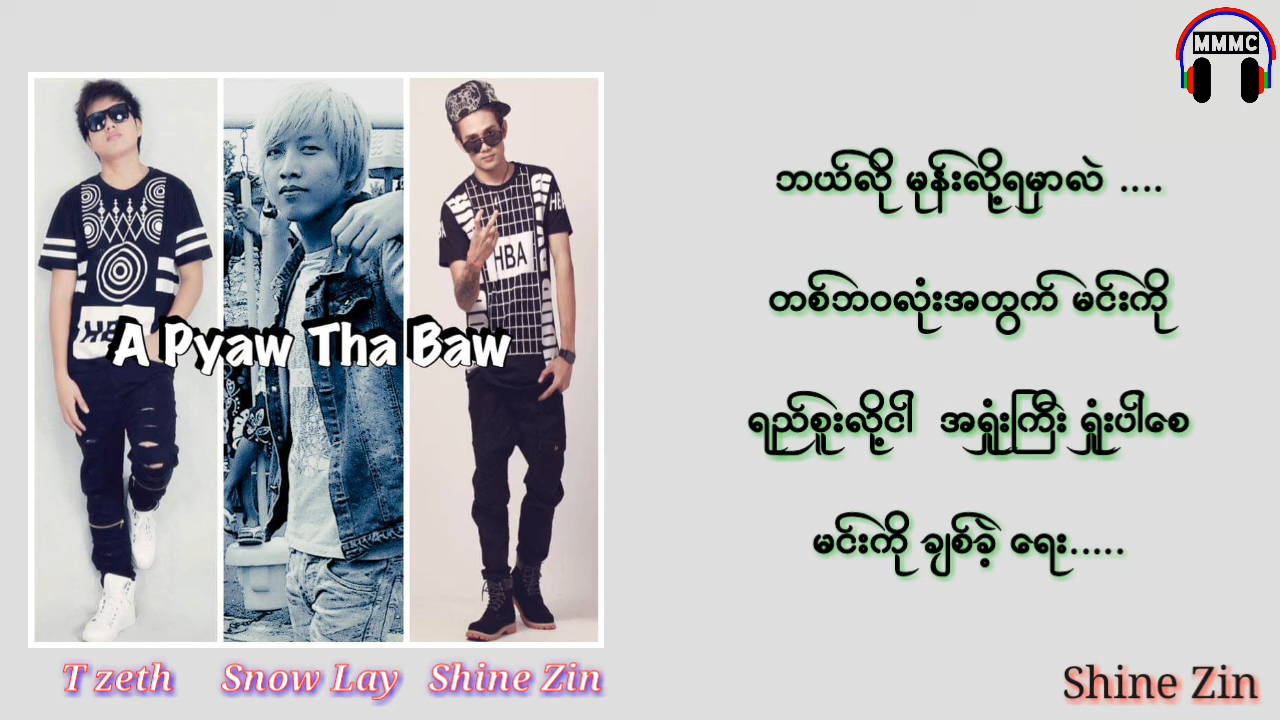 MMMC
ဘယ်လို မုန်းလို့ရမှာလဲ ....
တစ်ဘဝလုံးအတွက် မင်းကို
ရည်စူးလို့ငါ အရှုံးကြီး ရှုံးပါစေ
မင်းကို ချစ်ခဲ့ ရေး.....
HBA
HBA
HBA
A Pyaw Tha Baw
T zeth Snow Lay Shine Zin
Shine Zin